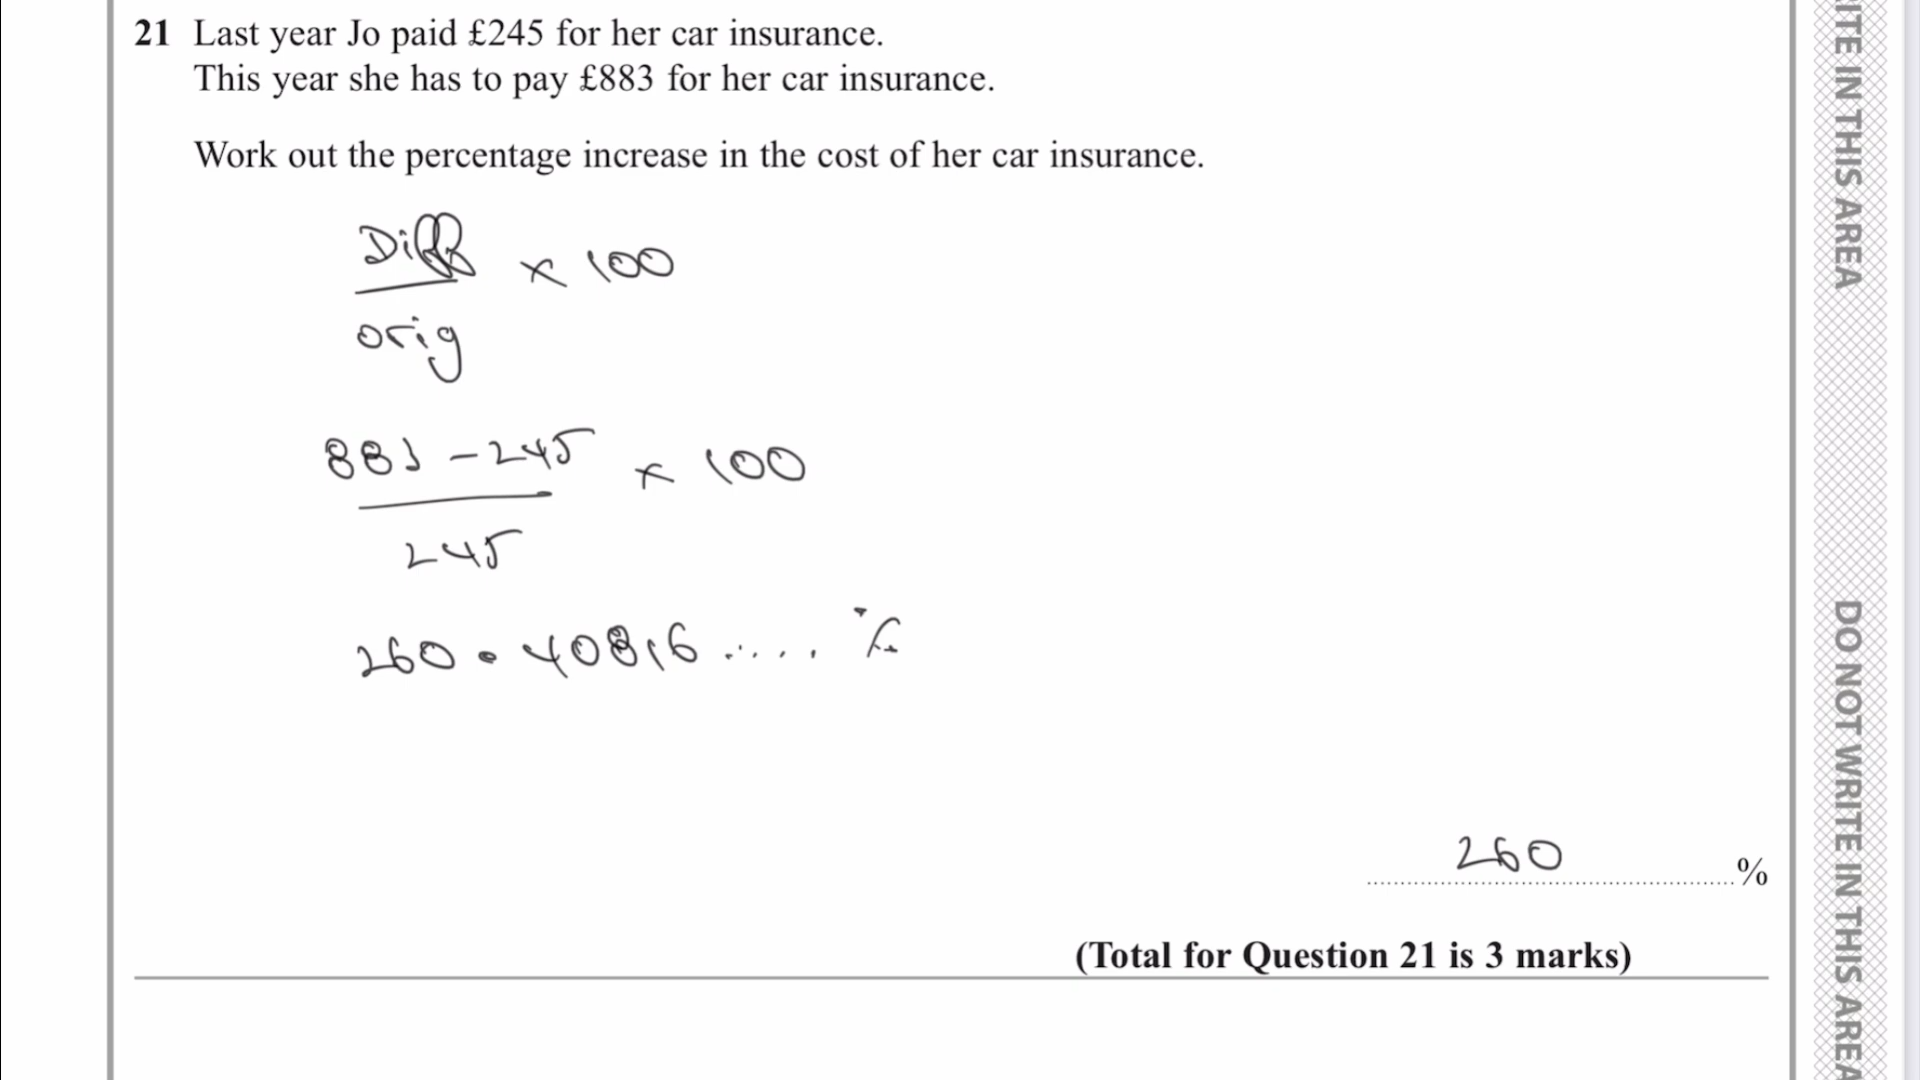 21 Last year Jo paid £245 for her car insurance.
This year she has to pay £883 for her car insurance.
Work out the percentage increase in the cost of her car insurance.
Diff
orig
× 100
883 - 245
245
× 100
260.40816..... %
260
%
(Total for Question 21 is 3 marks)
ITE IN THIS AREA
DO NOT WRITE IN THIS AREA